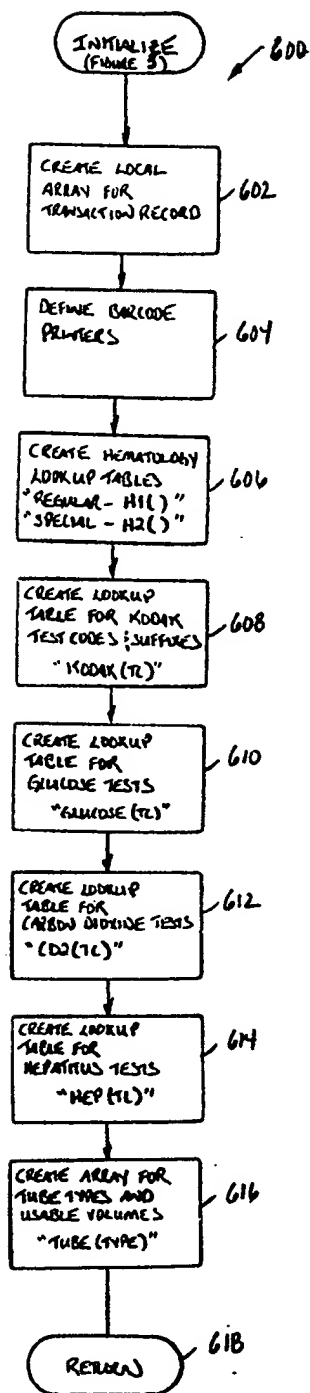 INITIALIZE
(FIGURE 5)
600
CREATE LOCAL
ARRAY FOR
TRANSACTION RECORD
602
DEFINE BARCODE
PRINTERS
604
CREATE HEMATOLOGY
LOOKUP TABLES
"REGULAR - H1( )"
"SPECIAL - H2( )"
606
CREATE LOOKUP
TABLE FOR KODAK
TEST CODES & SUFFIXES
"KODAK(TC)"
608
CREATE LOOKUP
TABLE FOR
GLUCOSE TESTS
"GLUCOSE(TC)"
610
CREATE LOOKUP
TABLE FOR
CARBON DIOXIDE TESTS
"CO2(TC)"
612
CREATE LOOKUP
TABLE FOR
HEPATITUS TESTS
"HEP(TC)"
614
CREATE ARRAY FOR
TUBE TYPES AND
USABLE VOLUMES
"TUBE(TYPE)"
616
RETURN
618